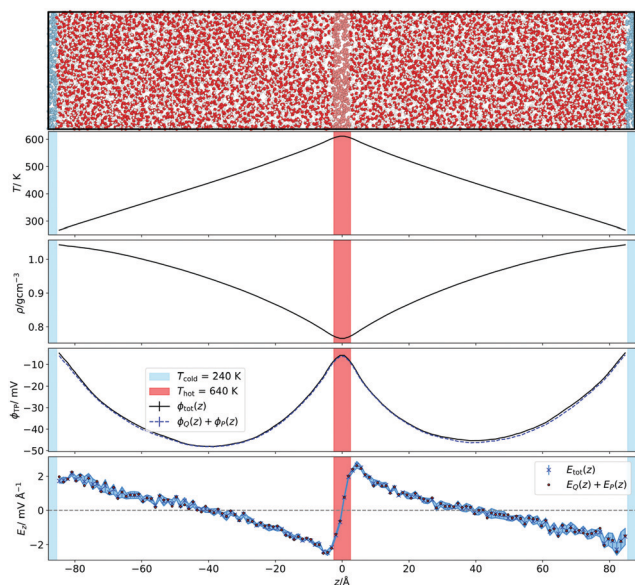 600
500
400
300
T/ K
1.0
0.9
0.8
ρ/gcm⁻³
−10
−20
−30
−40
−50
ϕTP/ mV
T_cold = 240 K
T_hot = 640 K
ϕ_tot(z)
ϕ_Q(z) + ϕ_P(z)
2
0
−2
E_z/ mV Å⁻¹
E_tot(z)
E_Q(z) + E_P(z)
−80 −60 −40 −20 0 20 40 60 80
z/Å